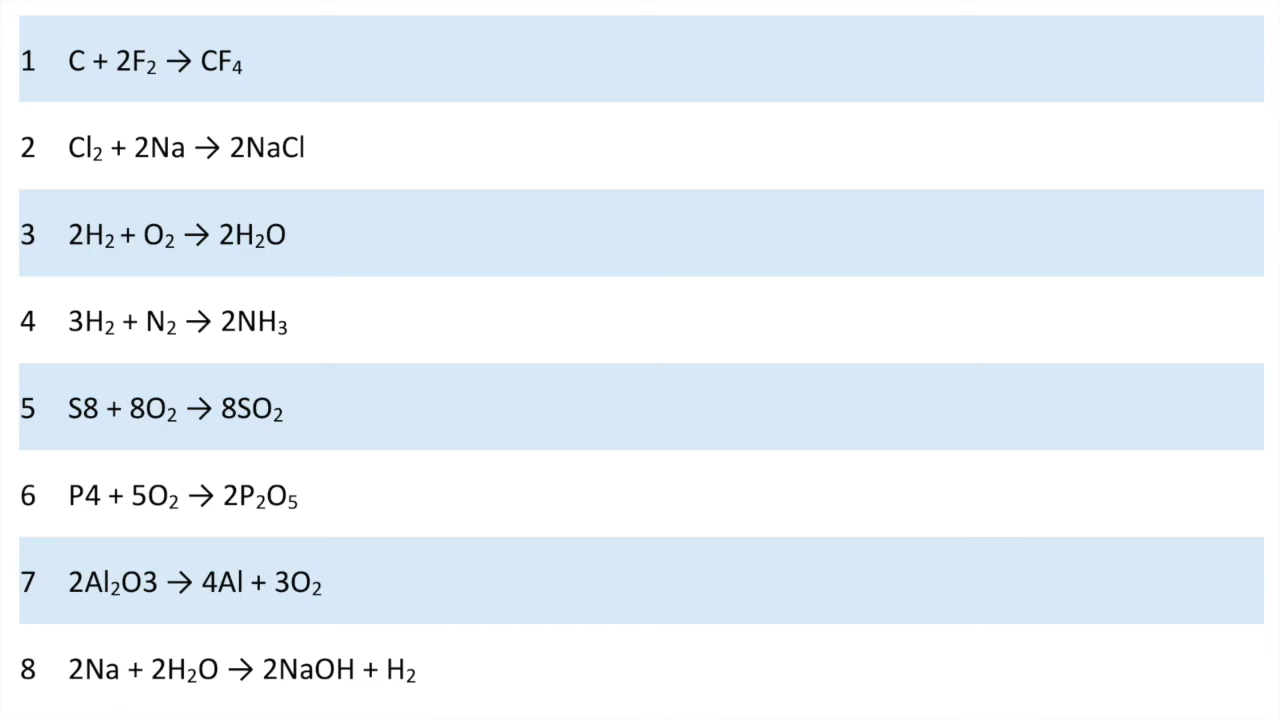 1 C + 2F₂ → CF₄
2 Cl₂ + 2Na → 2NaCl
3 2H₂ + O₂ → 2H₂O
4 3H₂ + N₂ → 2NH₃
5 S8 + 8O₂ → 8SO₂
6 P4 + 5O₂ → 2P₂O₅
7 2Al₂O3 → 4Al + 3O₂
8 2Na + 2H₂O → 2NaOH + H₂